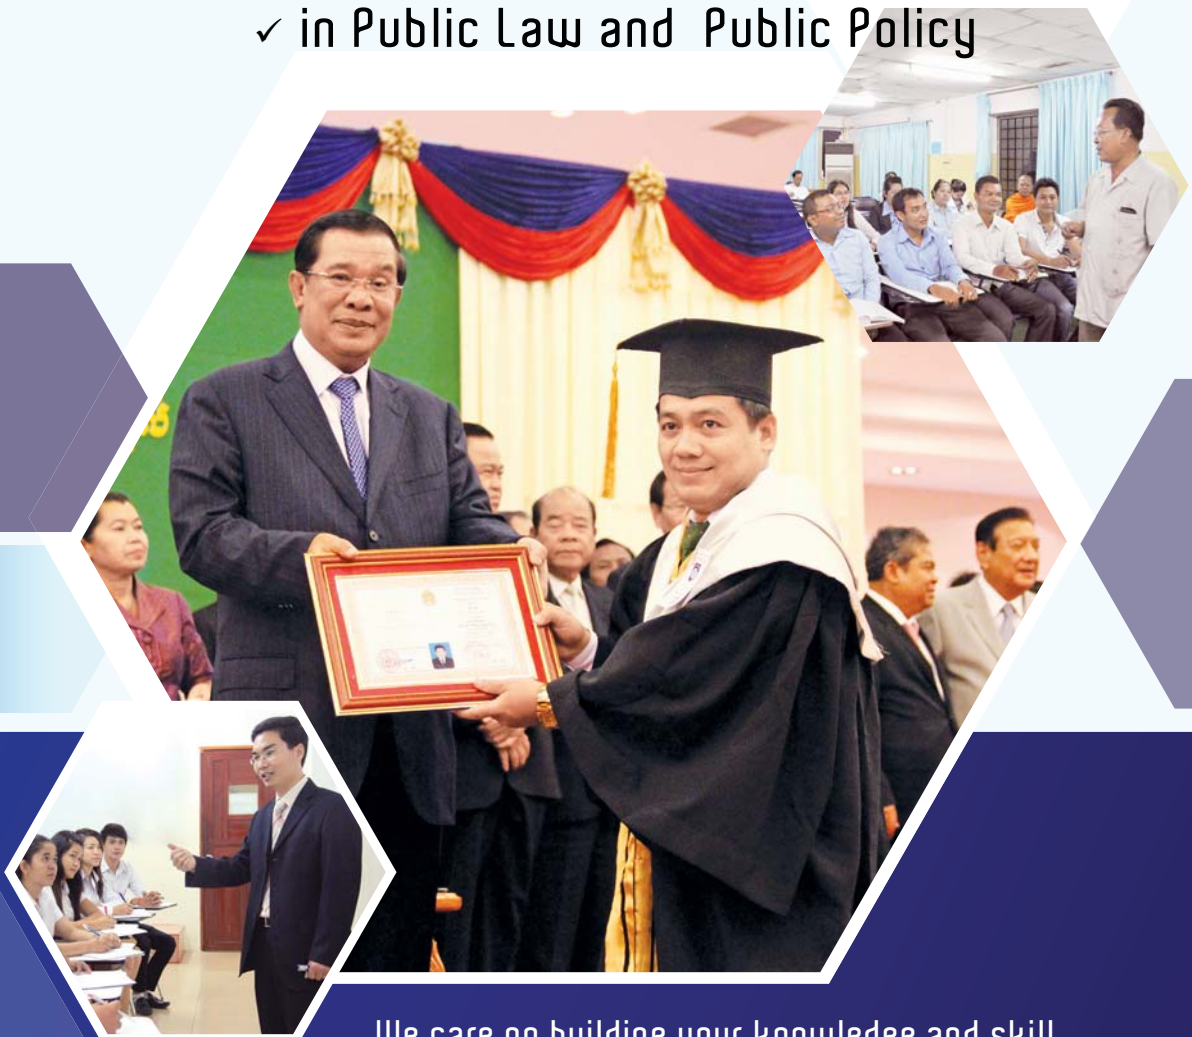 ✓ in Public Law and Public Policy
We care on building your knowledge and skill